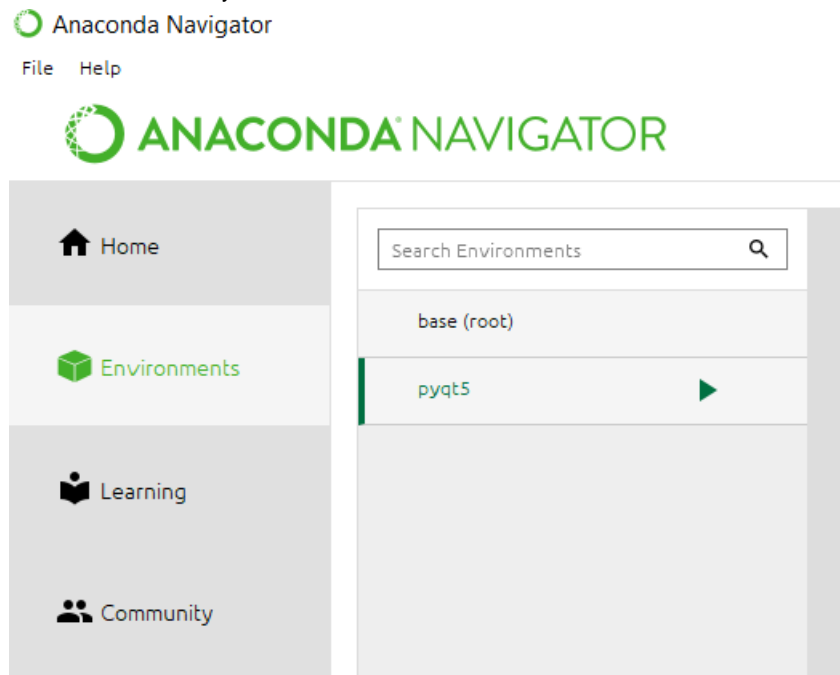 Anaconda Navigator
File Help
ANACONDA NAVIGATOR
Home
Search Environments
base (root)
Environments
pyqt5
Learning
Community